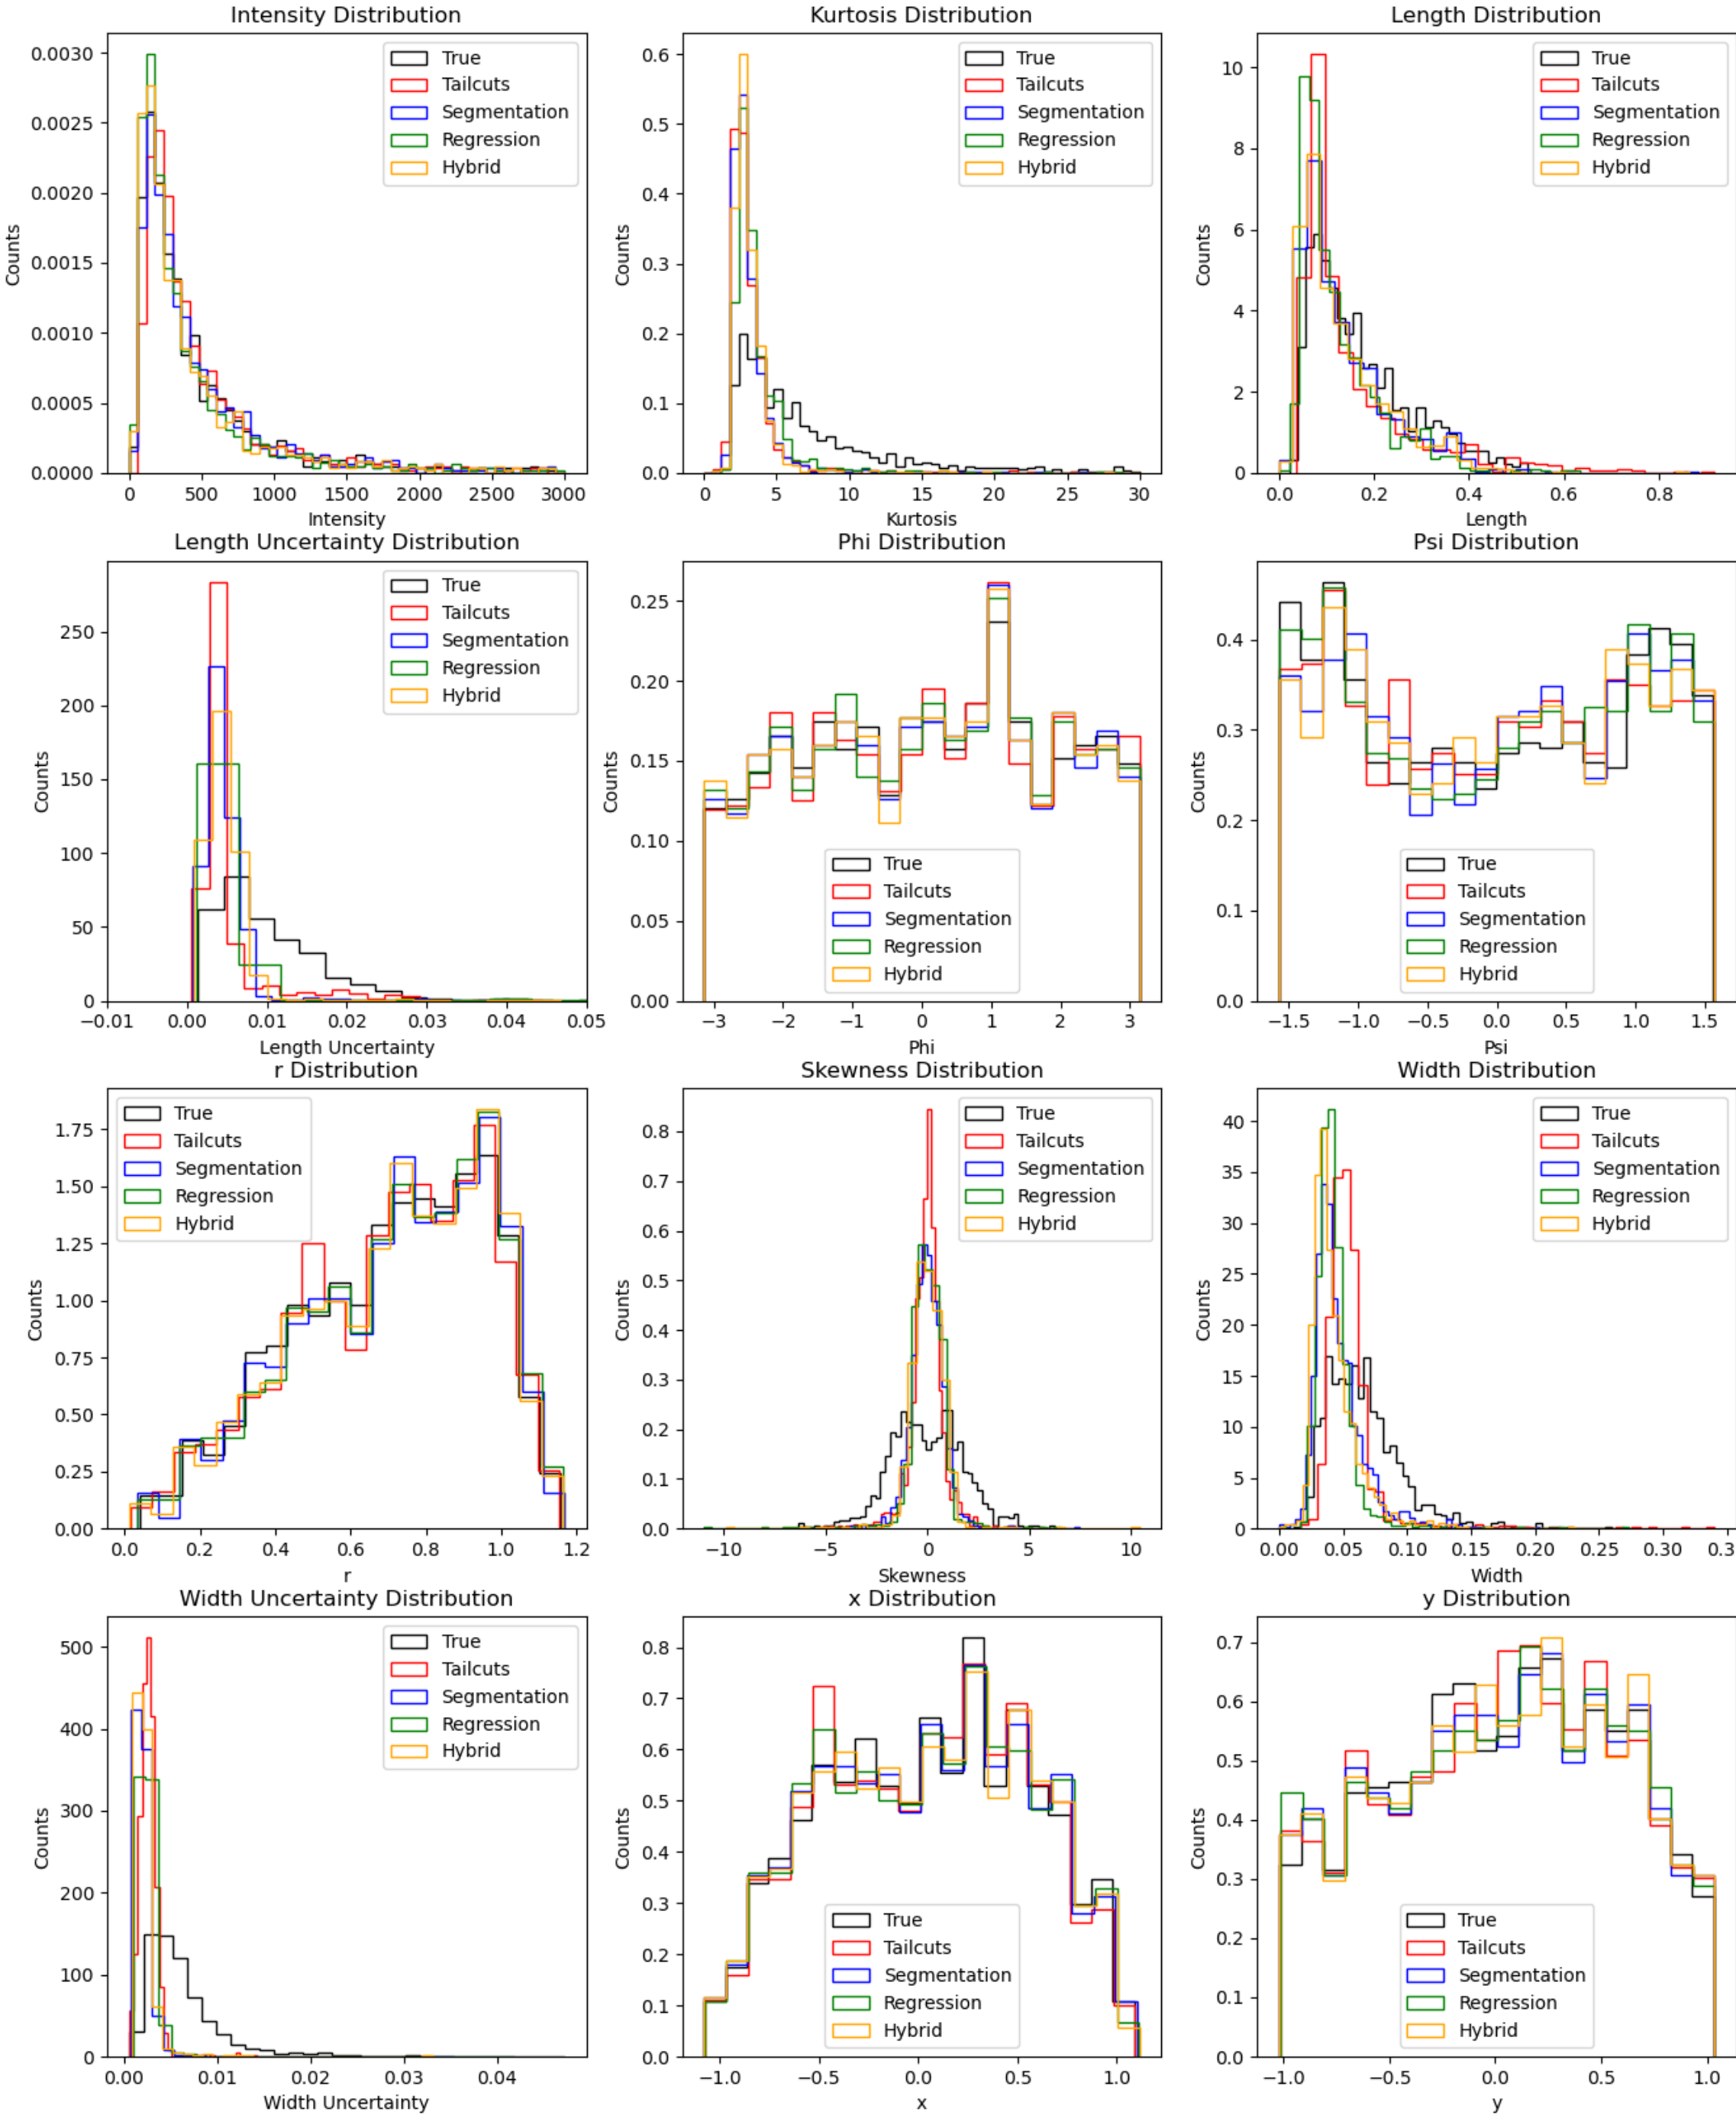 Intensity Distribution
0.0030
0.0025
0.0020
0.0015
0.0010
0.0005
0.0000
Counts
True
Tailcuts
Segmentation
Regression
Hybrid
0 500 1000 1500 2000 2500 3000
Intensity
Kurtosis Distribution
0.6
0.5
0.4
0.3
0.2
0.1
0.0
Counts
True
Tailcuts
Segmentation
Regression
Hybrid
0 5 10 15 20 25 30
Kurtosis
Length Distribution
10
8
6
4
2
0
Counts
True
Tailcuts
Segmentation
Regression
Hybrid
0.0 0.2 0.4 0.6 0.8
Length
Length Uncertainty Distribution
250
200
150
100
50
0
Counts
True
Tailcuts
Segmentation
Regression
Hybrid
−0.01 0.00 0.01 0.02 0.03 0.04 0.05
Length Uncertainty
Phi Distribution
0.25
0.20
0.15
0.10
0.05
0.00
Counts
True
Tailcuts
Segmentation
Regression
Hybrid
−3 −2 −1 0 1 2 3
Phi
Psi Distribution
0.4
0.3
0.2
0.1
0.0
Counts
True
Tailcuts
Segmentation
Regression
Hybrid
−1.5 −1.0 −0.5 0.0 0.5 1.0 1.5
Psi
r Distribution
1.75
1.50
1.25
1.00
0.75
0.50
0.25
0.00
Counts
True
Tailcuts
Segmentation
Regression
Hybrid
0.0 0.2 0.4 0.6 0.8 1.0 1.2
r
Skewness Distribution
0.8
0.7
0.6
0.5
0.4
0.3
0.2
0.1
0.0
Counts
True
Tailcuts
Segmentation
Regression
Hybrid
−10 −5 0 5 10
Skewness
Width Distribution
40
35
30
25
20
15
10
5
0
Counts
True
Tailcuts
Segmentation
Regression
Hybrid
0.00 0.05 0.10 0.15 0.20 0.25 0.30
Width
Width Uncertainty Distribution
500
400
300
200
100
0
Counts
True
Tailcuts
Segmentation
Regression
Hybrid
0.00 0.01 0.02 0.03 0.04
Width Uncertainty
x Distribution
0.8
0.7
0.6
0.5
0.4
0.3
0.2
0.1
0.0
Counts
True
Tailcuts
Segmentation
Regression
Hybrid
−1.0 −0.5 0.0 0.5 1.0
x
y Distribution
0.7
0.6
0.5
0.4
0.3
0.2
0.1
0.0
Counts
True
Tailcuts
Segmentation
Regression
Hybrid
−1.0 −0.5 0.0 0.5 1.0
y